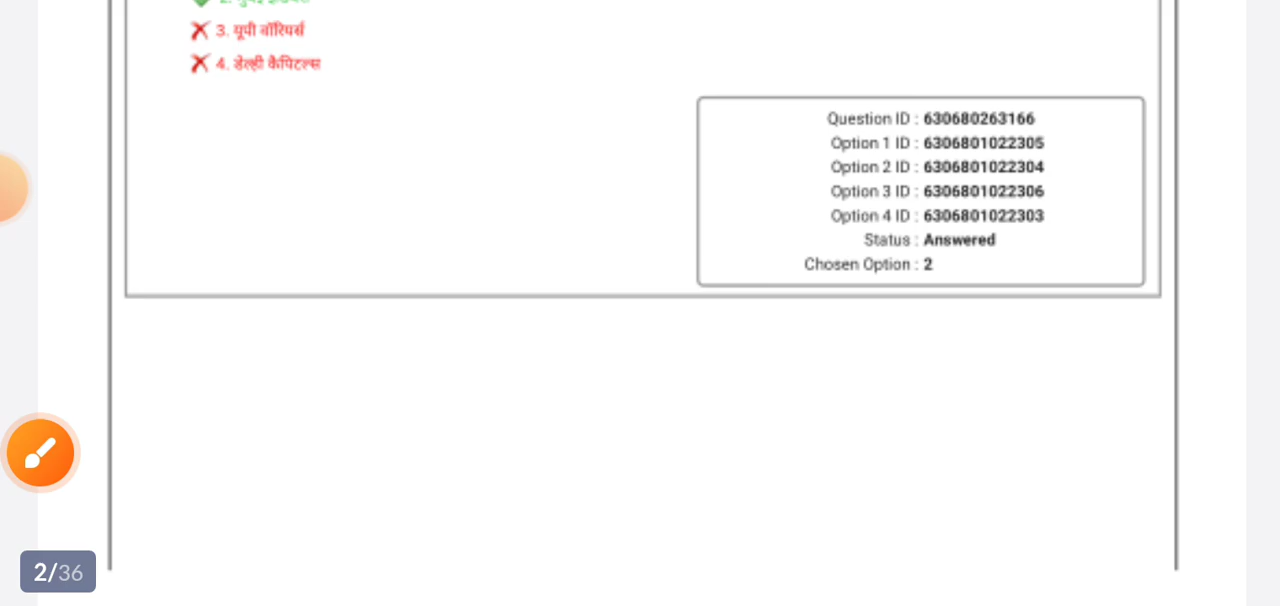 3. यूपी वॉरियर्स
4. डेल्ही कैपिटल्स
Question ID : 630680263166
Option 1 ID : 6306801022305
Option 2 ID : 6306801022304
Option 3 ID : 6306801022306
Option 4 ID : 6306801022303
Status : Answered
Chosen Option : 2
2/36